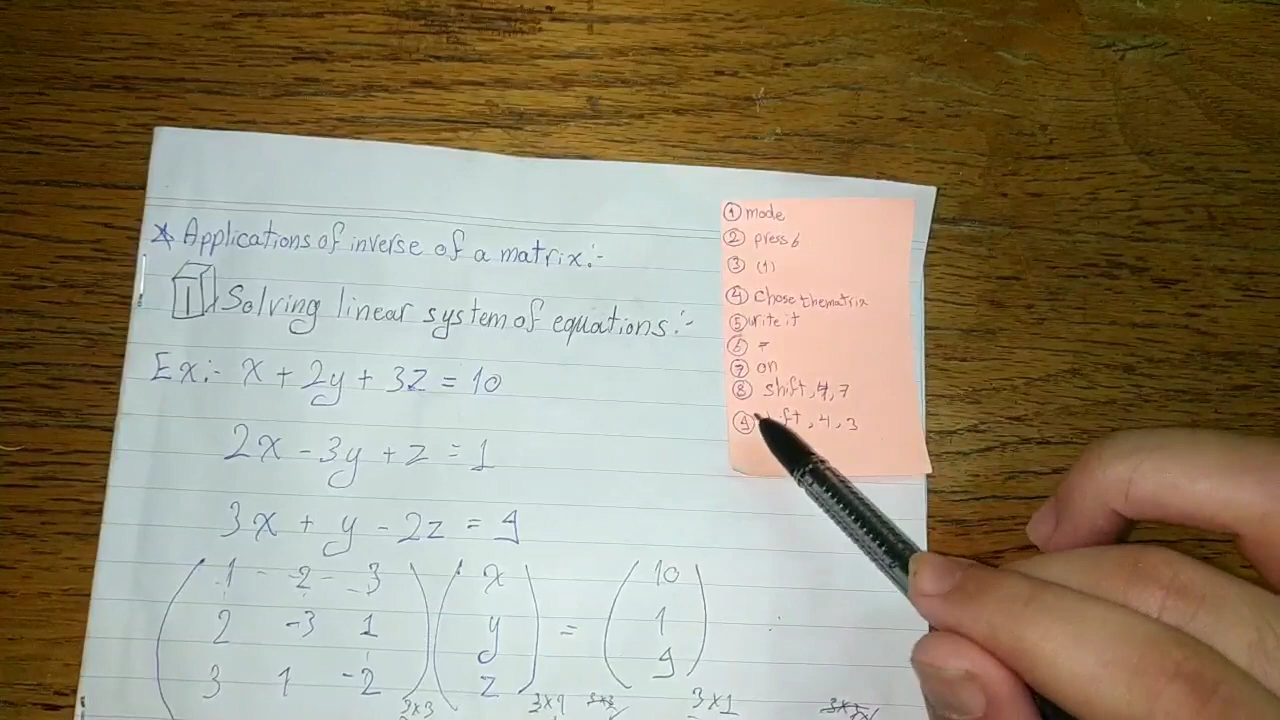 * Applications of inverse of a matrix:-
1 Solving linear system of equations:-
Ex:- x + 2y + 3z = 10
2x - 3y + z = 1
3x + y - 2z = 9
1 - 2 - 3
x
10
2 -3 1
y
=
1
3 1 -2
z
9
3x3
3x1
① mode
② press 6
③ (1)
④ chose the matrix
⑤ write it
⑥ =
⑦ on
⑧ shift, 4, 7
⑨ , 4, 3